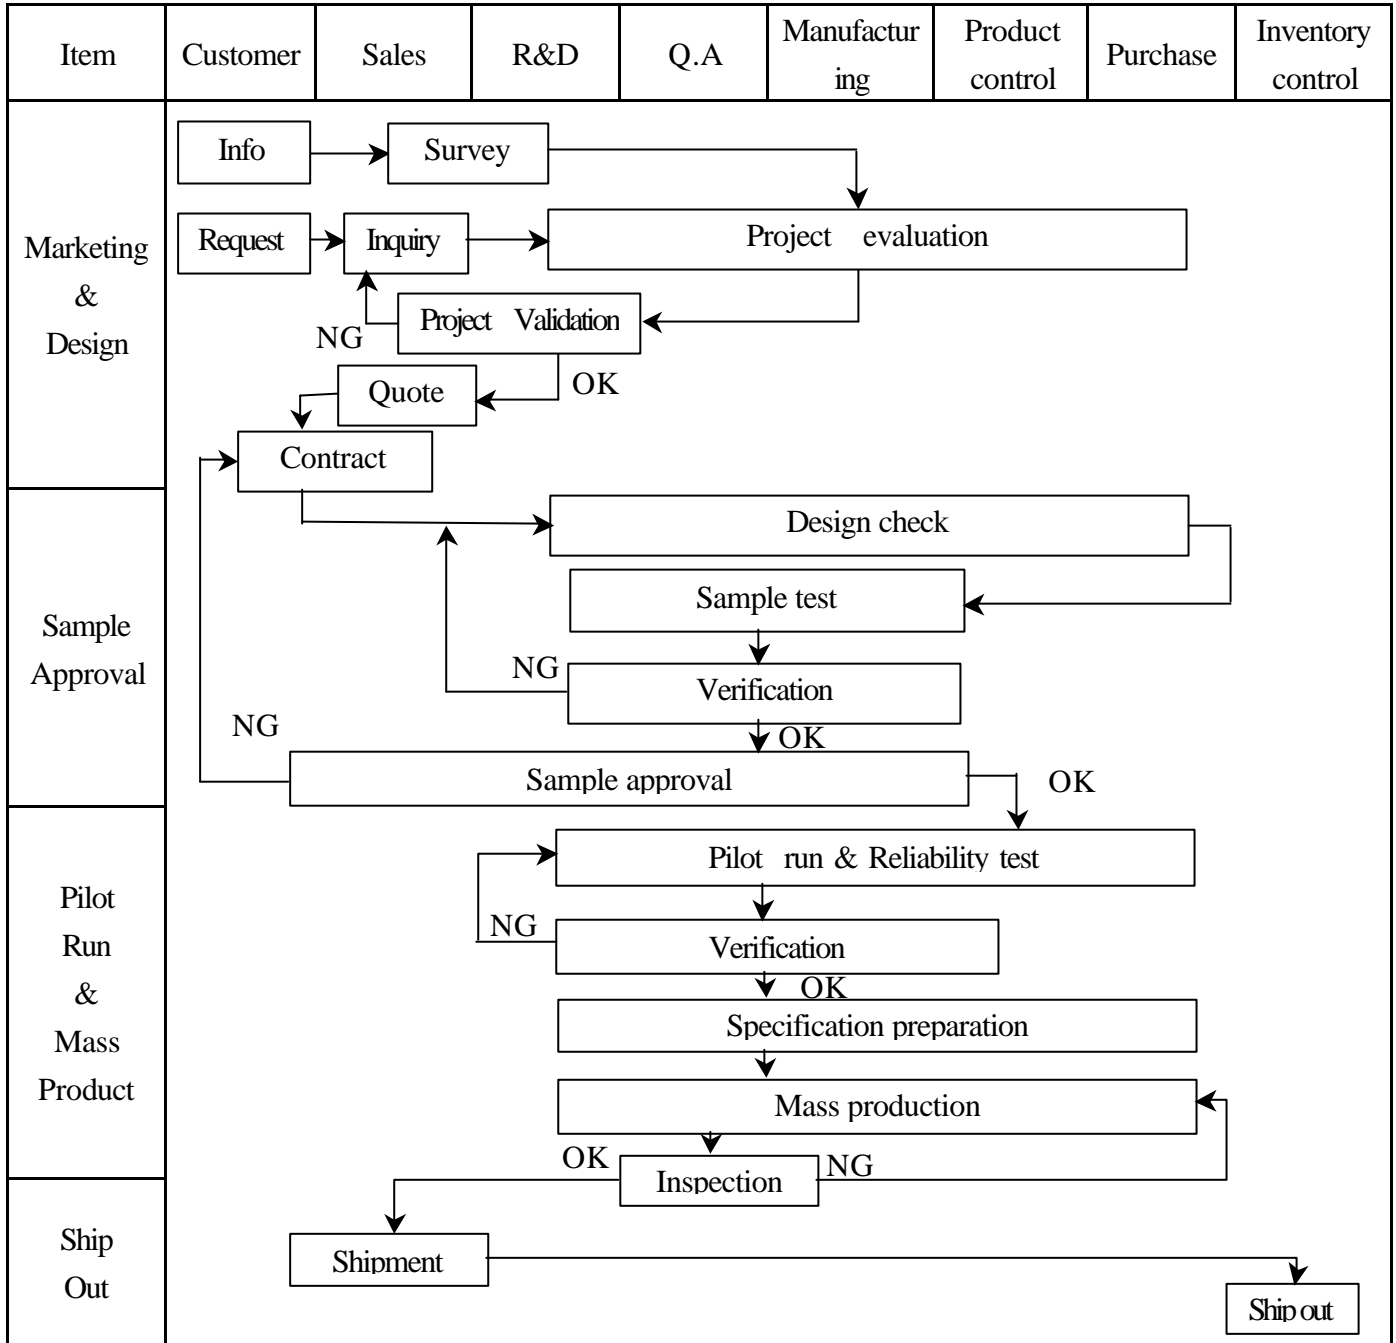 Item
Customer
Sales
R&D
Q.A
Manufactur
ing
Product
control
Purchase
Inventory
control
Marketing
&
Design
Info
Survey
Request
Inquiry
Project evaluation
NG
Project Validation
OK
Quote
Contract
Sample
Approval
Design check
Sample test
NG
Verification
NG
OK
Sample approval
OK
Pilot
Run
&
Mass
Product
Pilot run & Reliability test
NG
Verification
OK
Specification preparation
Mass production
OK
Inspection
NG
Ship
Out
Shipment
Ship out